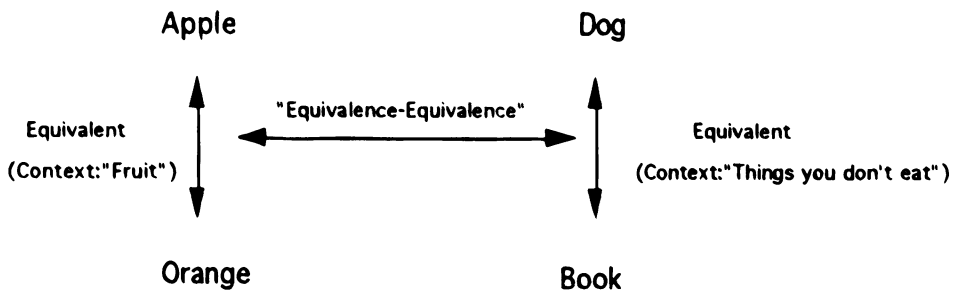 Apple
Dog
"Equivalence-Equivalence"
Equivalent
(Context:"Fruit")
Equivalent
(Context:"Things you don't eat")
Orange
Book